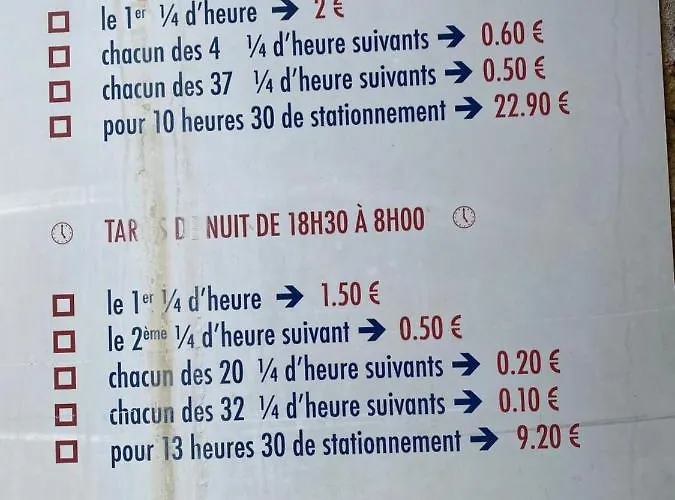 le 1er ¼ d'heure → 2 €
chacun des 4 ¼ d'heure suivants → 0.60 €
chacun des 37 ¼ d'heure suivants → 0.50 €
pour 10 heures 30 de stationnement → 22.90 €
NUIT DE 18H30 À 8H00
le 1er ¼ d'heure → 1.50 €
le 2ème ¼ d'heure suivant → 0.50 €
chacun des 20 ¼ d'heure suivants → 0.20 €
chacun des 32 ¼ d'heure suivants → 0.10 €
pour 13 heures 30 de stationnement → 9.20 €